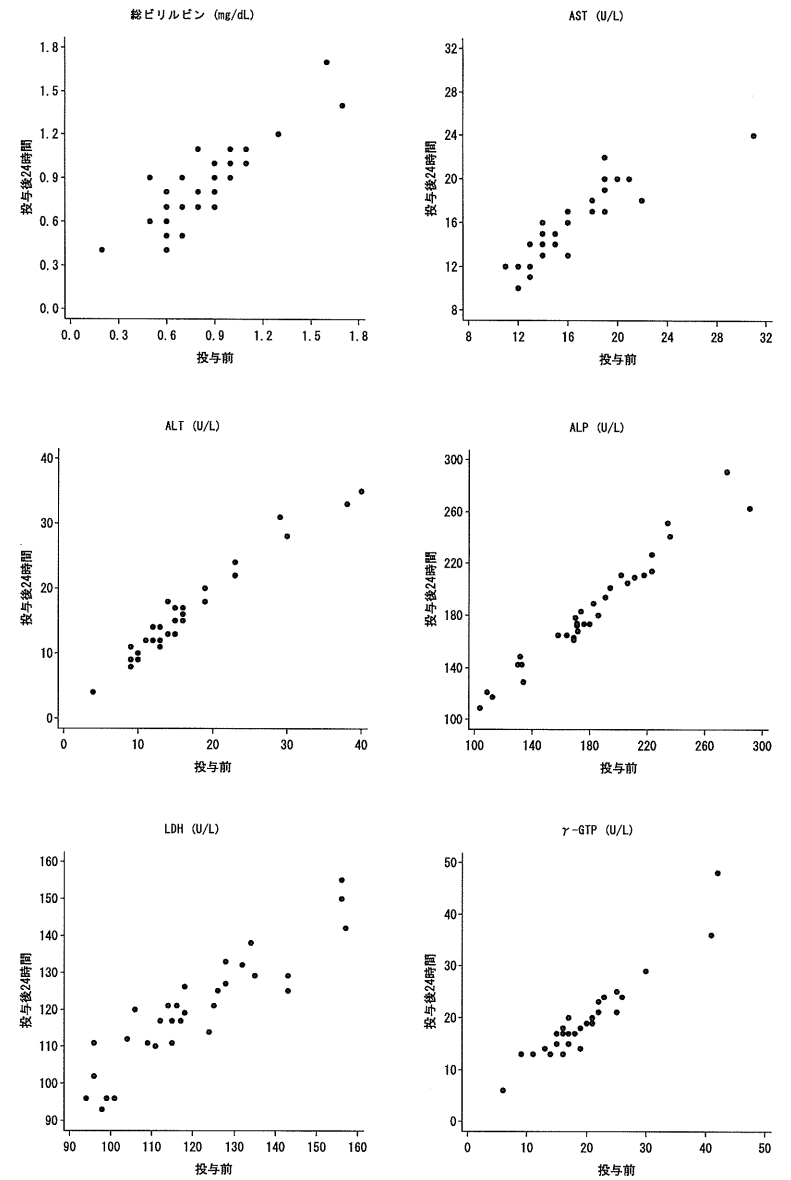 総ビリルビン (mg/dL)
1.8
1.5
1.2
0.9
0.6
0.3
0.0
投与後24時間
0.0 0.3 0.6 0.9 1.2 1.5 1.8
投与前
AST (U/L)
32
28
24
20
16
12
8
投与後24時間
8 12 16 20 24 28 32
投与前
ALT (U/L)
40
30
20
10
0
投与後24時間
0 10 20 30 40
投与前
ALP (U/L)
300
260
220
180
140
100
投与後24時間
100 140 180 220 260 300
投与前
LDH (U/L)
160
150
140
130
120
110
100
90
投与後24時間
90 100 110 120 130 140 150 160
投与前
γ-GTP (U/L)
50
40
30
20
10
0
投与後24時間
0 10 20 30 40 50
投与前